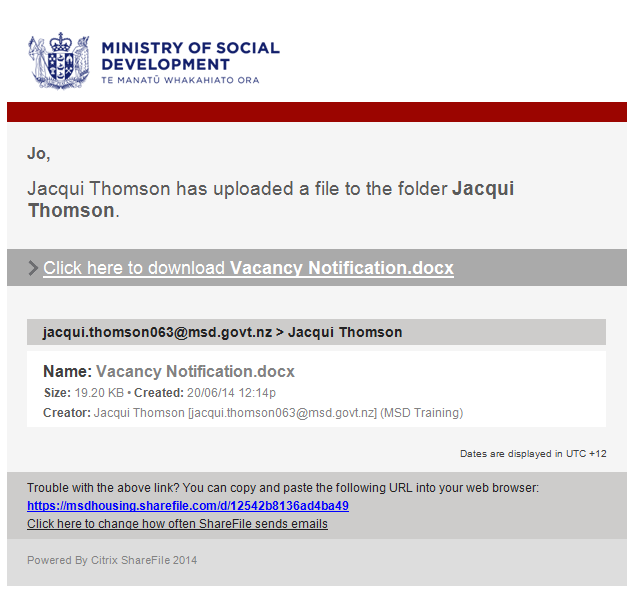 MINISTRY OF SOCIAL
DEVELOPMENT
TE MANATŪ WHAKAHIATO ORA
Jo,
Jacqui Thomson has uploaded a file to the folder Jacqui
Thomson.
Click here to download Vacancy Notification.docx
jacqui.thomson063@msd.govt.nz > Jacqui Thomson
Name: Vacancy Notification.docx
Size: 19.20 KB • Created: 20/06/14 12:14p
Creator: Jacqui Thomson [jacqui.thomson063@msd.govt.nz] (MSD Training)
Dates are displayed in UTC +12
Trouble with the above link? You can copy and paste the following URL into your web browser:
https://msdhousing.sharefile.com/d/12542b8136ad4ba49
Click here to change how often ShareFile sends emails
Powered By Citrix ShareFile 2014